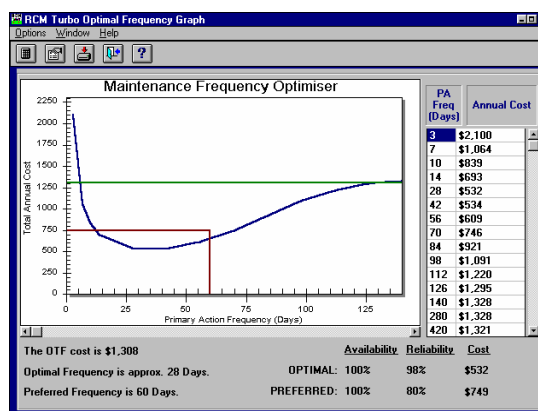 RCM Turbo Optimal Frequency Graph
Options Window Help
Maintenance Frequency Optimiser
Total Annual Cost
2250
2000
1750
1500
1250
1000
750
500
250
0
0 25 50 75 100 125
Primary Action Frequency (Days)
PA Freq (Days) Annual Cost
3 $2,100
7 $1,064
10 $839
14 $693
28 $532
42 $534
56 $609
70 $746
84 $921
98 $1,091
112 $1,220
126 $1,295
140 $1,328
280 $1,328
420 $1,321
The OTF cost is $1,308
Optimal Frequency is approx. 28 Days.
Preferred Frequency is 60 Days.
Availability Reliability Cost
OPTIMAL: 100% 98% $532
PREFERRED: 100% 80% $749